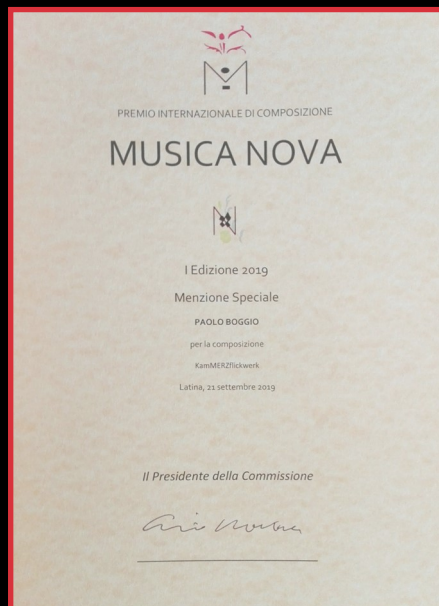 PREMIO INTERNAZIONALE DI COMPOSIZIONE
MUSICA NOVA
I Edizione 2019
Menzione Speciale
PAOLO BOGGIO
per la composizione
KamMERZflickwerk
Latina, 21 settembre 2019
Il Presidente della Commissione